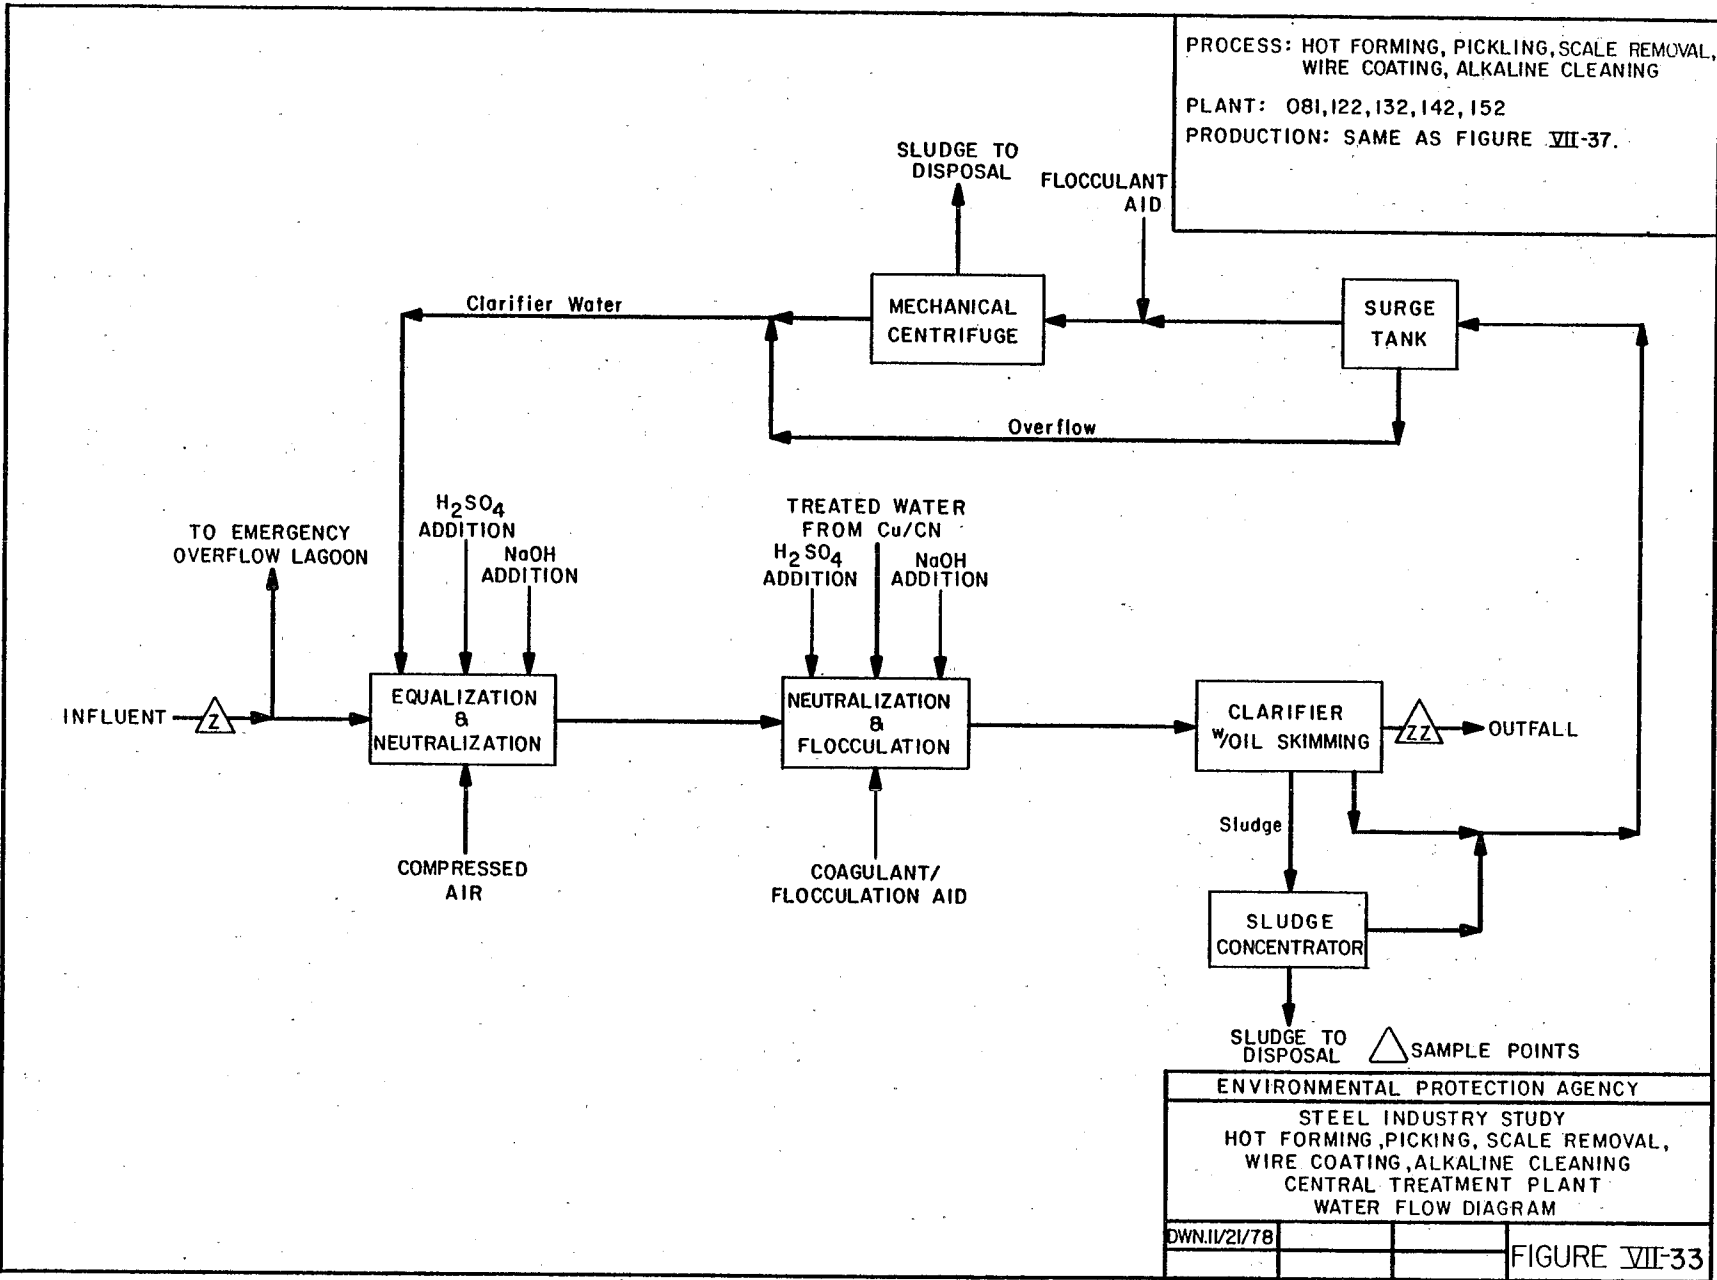 PROCESS: HOT FORMING, PICKLING, SCALE REMOVAL,
WIRE COATING, ALKALINE CLEANING
PLANT: 081, 122, 132, 142, 152
PRODUCTION: SAME AS FIGURE VII-37.
SLUDGE TO
DISPOSAL
FLOCCULANT
AID
Clarifier Water
MECHANICAL
CENTRIFUGE
SURGE
TANK
Overflow
TO EMERGENCY
OVERFLOW LAGOON
H2SO4
ADDITION
NaOH
ADDITION
TREATED WATER
FROM Cu/CN
H2SO4
ADDITION
NaOH
ADDITION
INFLUENT
Z
EQUALIZATION
&
NEUTRALIZATION
NEUTRALIZATION
&
FLOCCULATION
CLARIFIER
W/OIL SKIMMING
ZZ
OUTFALL
COMPRESSED
AIR
COAGULANT/
FLOCCULATION AID
Sludge
SLUDGE
CONCENTRATOR
SLUDGE TO
DISPOSAL
SAMPLE POINTS
ENVIRONMENTAL PROTECTION AGENCY
STEEL INDUSTRY STUDY
HOT FORMING, PICKING, SCALE REMOVAL,
WIRE COATING, ALKALINE CLEANING
CENTRAL TREATMENT PLANT
WATER FLOW DIAGRAM
DWN.11/21/78
FIGURE VII-33